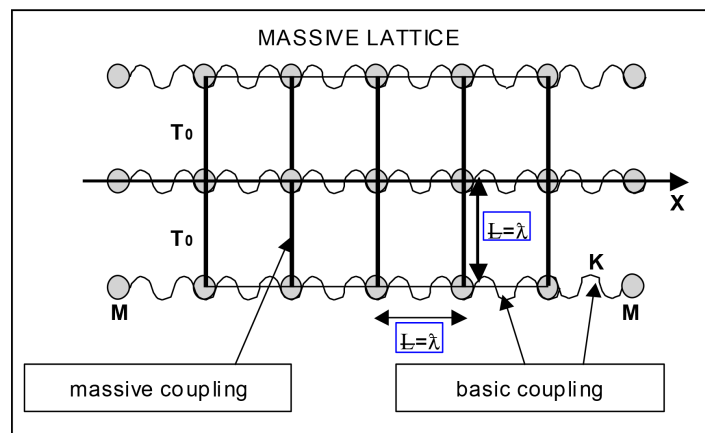 MASSIVE LATTICE
T0
X
T0
Ł=ƛ
K
M
M
Ł=ƛ
massive coupling
basic coupling